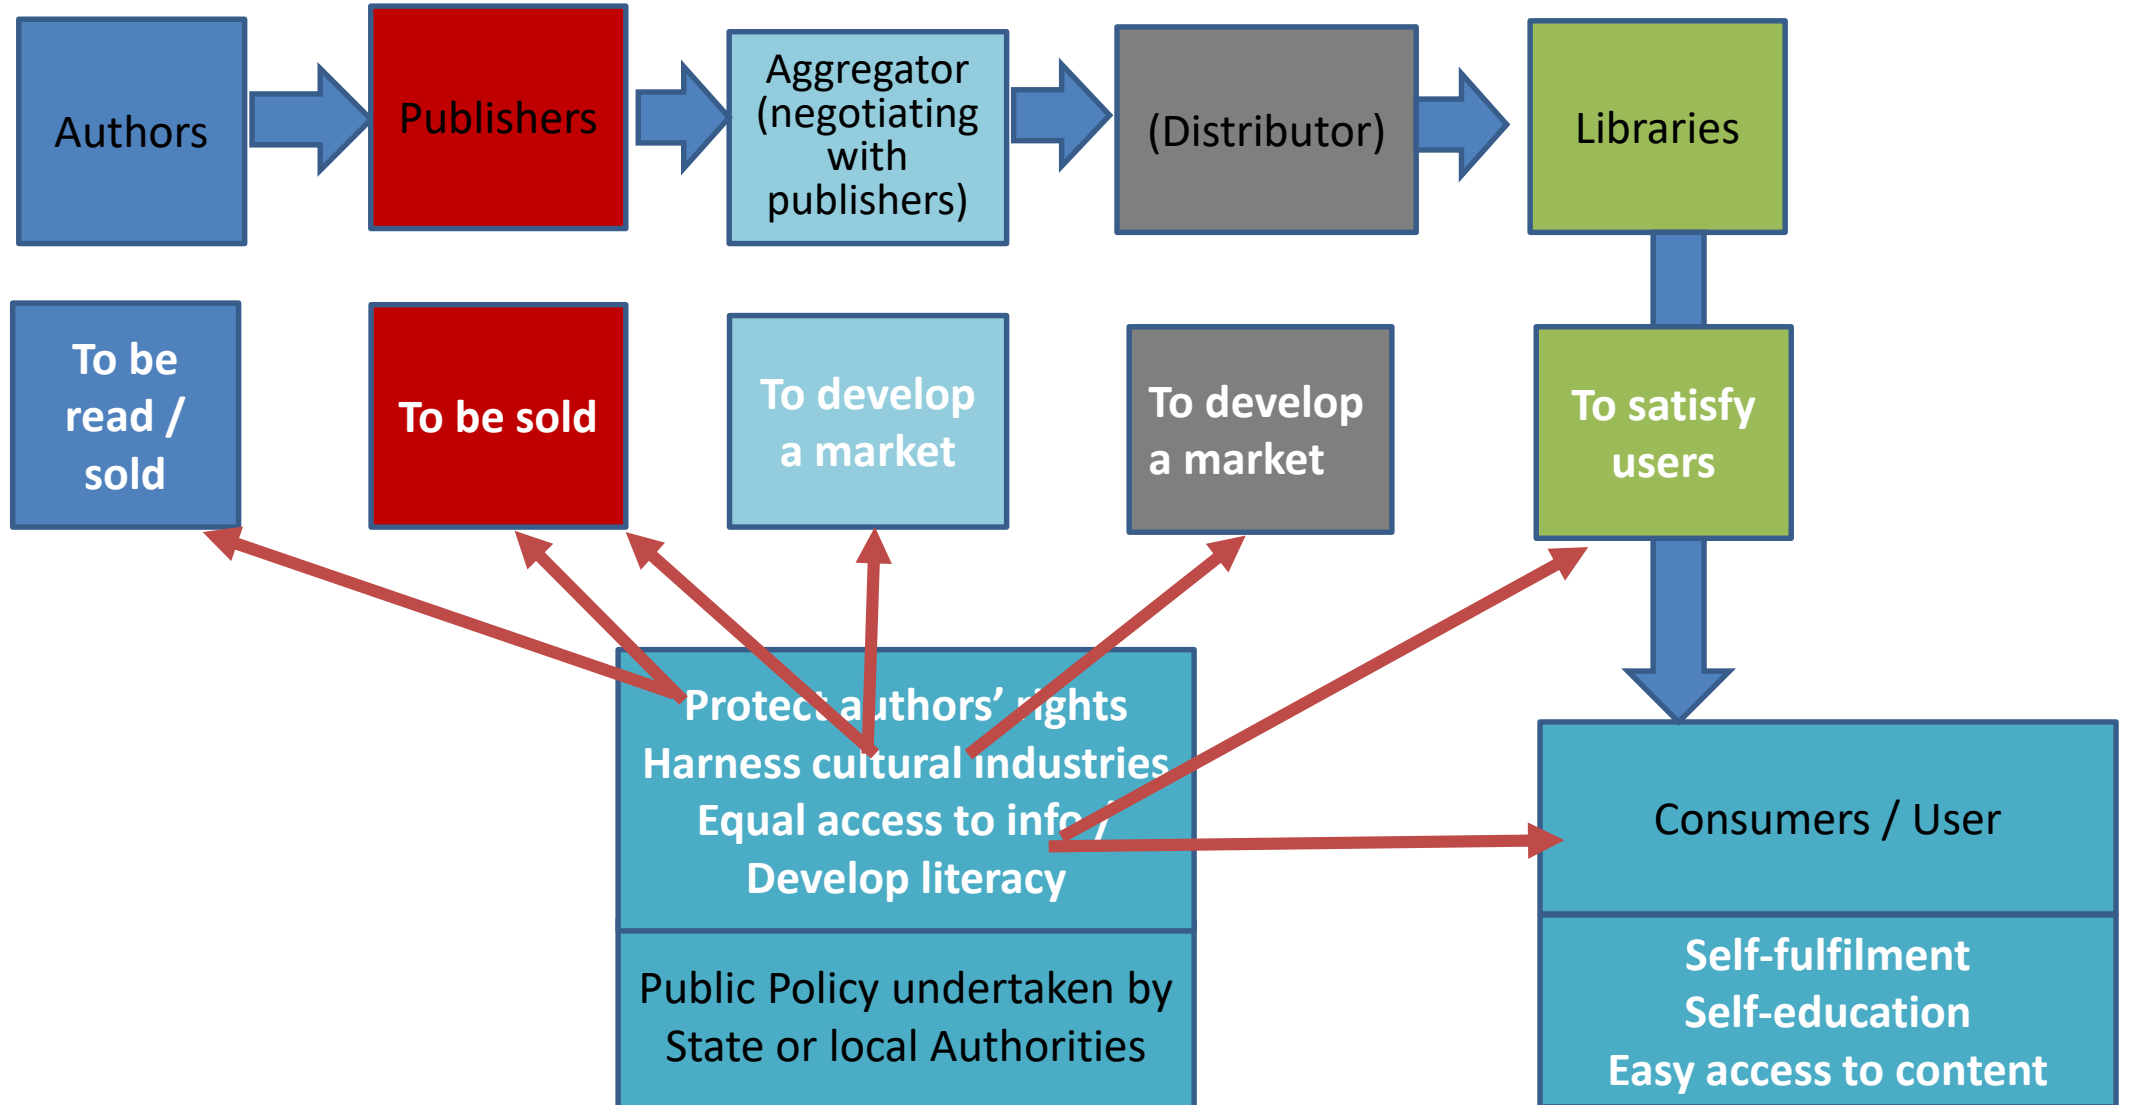 Authors
Publishers
Aggregator
(negotiating
with
publishers)
(Distributor)
Libraries
To be
read /
sold
To be sold
To develop
a market
To develop
a market
To satisfy
users
Protect authors’ rights
Harness cultural industries
Equal access to info /
Develop literacy
Public Policy undertaken by
State or local Authorities
Consumers / User
Self-fulfilment
Self-education
Easy access to content